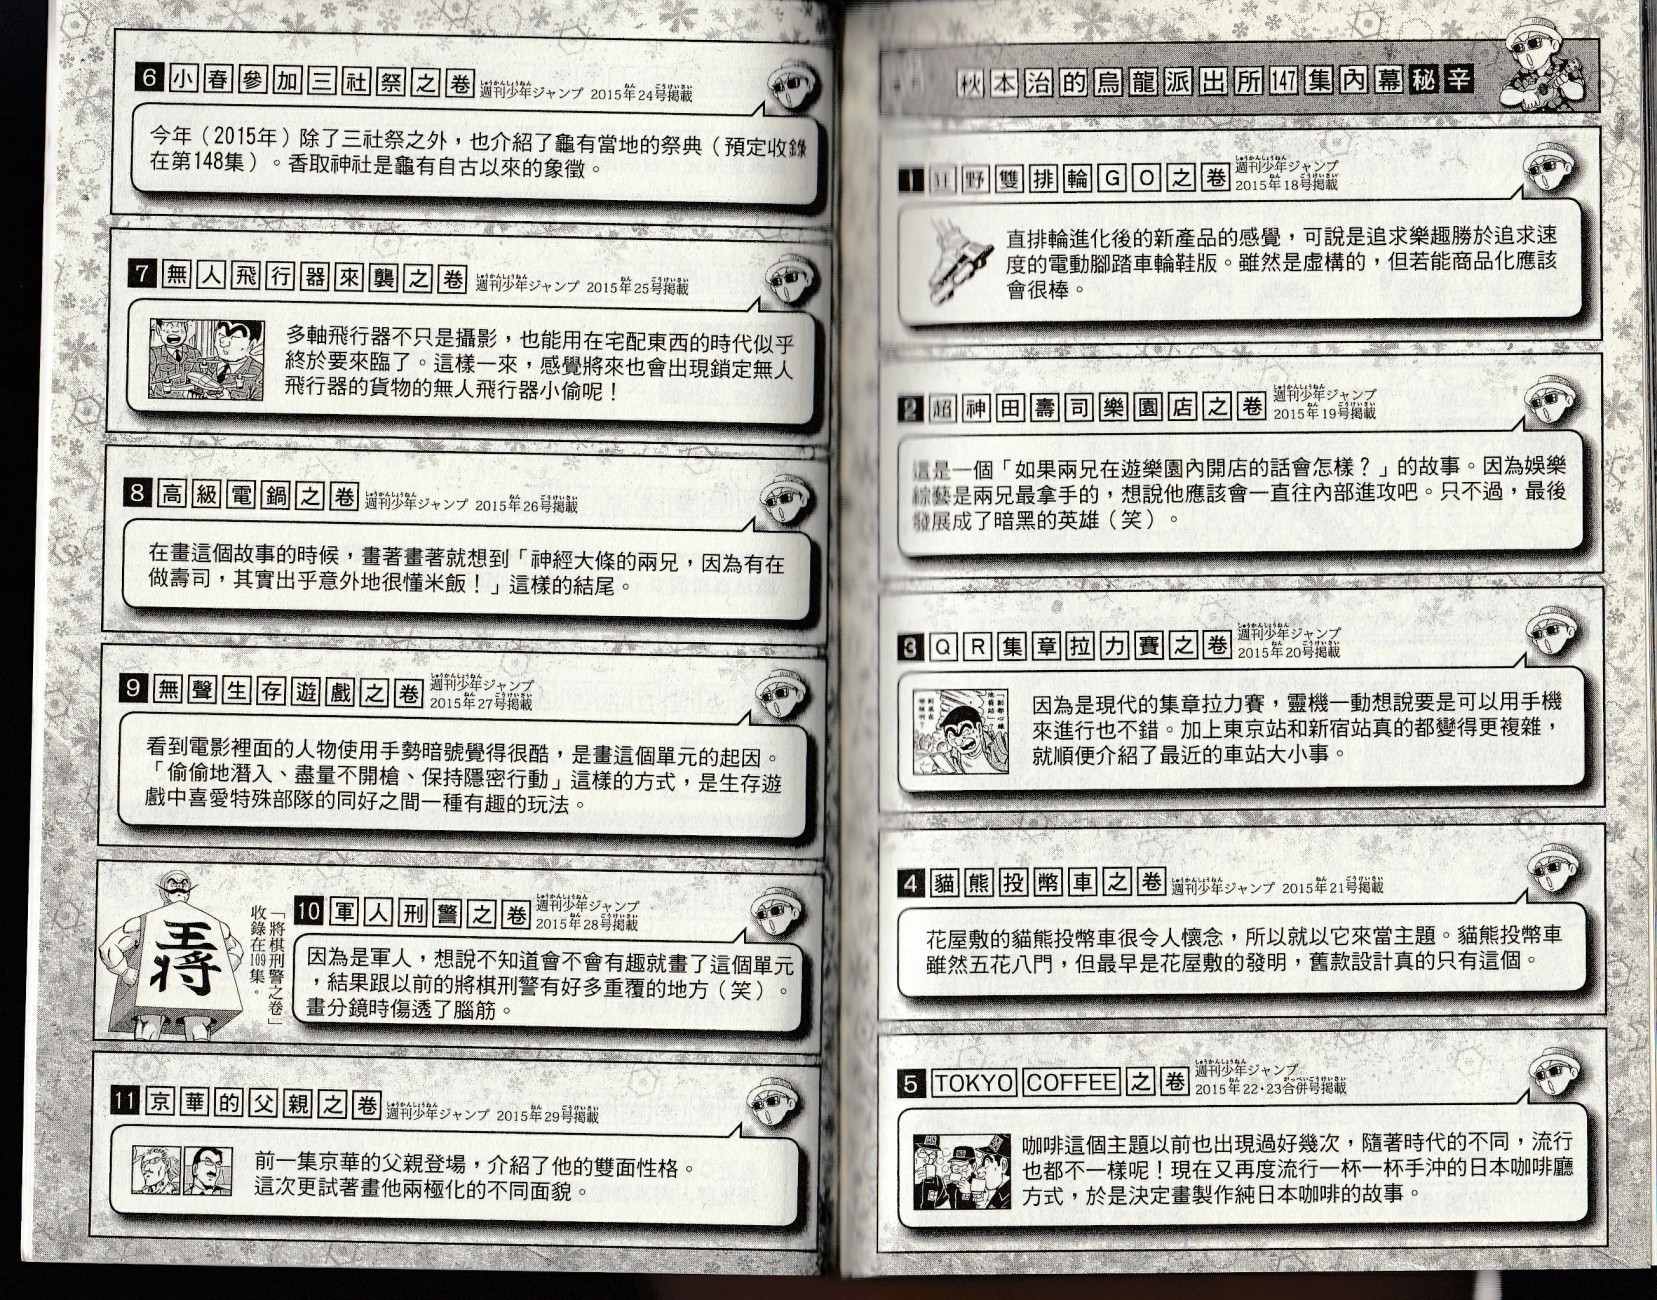 秋本治的烏龍派出所147集內幕秘辛
1 狂野雙排輪GO之卷 週刊少年ジャンプ
2015年18号掲載
直排輪進化後的新產品的感覺，可說是追求樂趣勝於追求速
度的電動腳踏車輪鞋版。雖然是虛構的，但若能商品化應該
會很棒。
2 超神田壽司樂園店之卷 週刊少年ジャンプ
2015年19号掲載
這是一個「如果兩兄在遊樂園內開店的話會怎樣？」的故事。因為娛樂
綜藝是兩兄最拿手的，想說他應該會一直往內部進攻吧。只不過，最後
發展成了暗黑的英雄（笑）。
3 QR集章拉力賽之卷 週刊少年ジャンプ
2015年20号掲載
因為是現代的集章拉力賽，靈機一動想說要是可以用手機
來進行也不錯。加上東京站和新宿站真的都變得更複雜，
就順便介紹了最近的車站大小事。
4 貓熊投幣車之卷 週刊少年ジャンプ 2015年21号掲載
花屋敷的貓熊投幣車很令人懷念，所以就以它來當主題。貓熊投幣車
雖然五花八門，但最早是花屋敷的發明，舊款設計真的只有這個。
5 TOKYO COFFEE之卷 週刊少年ジャンプ
2015年22・23合併号掲載
咖啡這個主題以前也出現過好幾次，隨著時代的不同，流行
也都不一樣呢！現在又再度流行一杯一杯手沖的日本咖啡廳
方式，於是決定畫製作純日本咖啡的故事。
6 小春參加三社祭之卷 週刊少年ジャンプ 2015年24号掲載
今年（2015年）除了三社祭之外，也介紹了龜有當地的祭典（預定收錄
在第148集）。香取神社是龜有自古以來的象徵。
7 無人飛行器來襲之卷 週刊少年ジャンプ 2015年25号掲載
多軸飛行器不只是攝影，也能用在宅配東西的時代似乎
終於要來臨了。這樣一來，感覺將來也會出現鎖定無人
飛行器的貨物的無人飛行器小偷呢！
8 高級電鍋之卷 週刊少年ジャンプ 2015年26号掲載
在畫這個故事的時候，畫著畫著就想到「神經大條的兩兄，因為有在
做壽司，其實出乎意外地很懂米飯！」這樣的結尾。
9 無聲生存遊戲之卷 週刊少年ジャンプ
2015年27号掲載
看到電影裡面的人物使用手勢暗號覺得很酷，是畫這個單元的起因。
「偷偷地潛入、盡量不開槍、保持隱密行動」這樣的方式，是生存遊
戲中喜愛特殊部隊的同好之間一種有趣的玩法。
王將
「將棋刑警之卷」
收錄在109集。
10 軍人刑警之卷 週刊少年ジャンプ
2015年28号掲載
因為是軍人，想說不知道會不會有趣就畫了這個單元
，結果跟以前的將棋刑警有好多重覆的地方（笑）。
畫分鏡時傷透了腦筋。
11 京華的父親之卷 週刊少年ジャンプ 2015年29号掲載
前一集京華的父親登場，介紹了他的雙面性格。
這次更試著畫他兩極化的不同面貌。